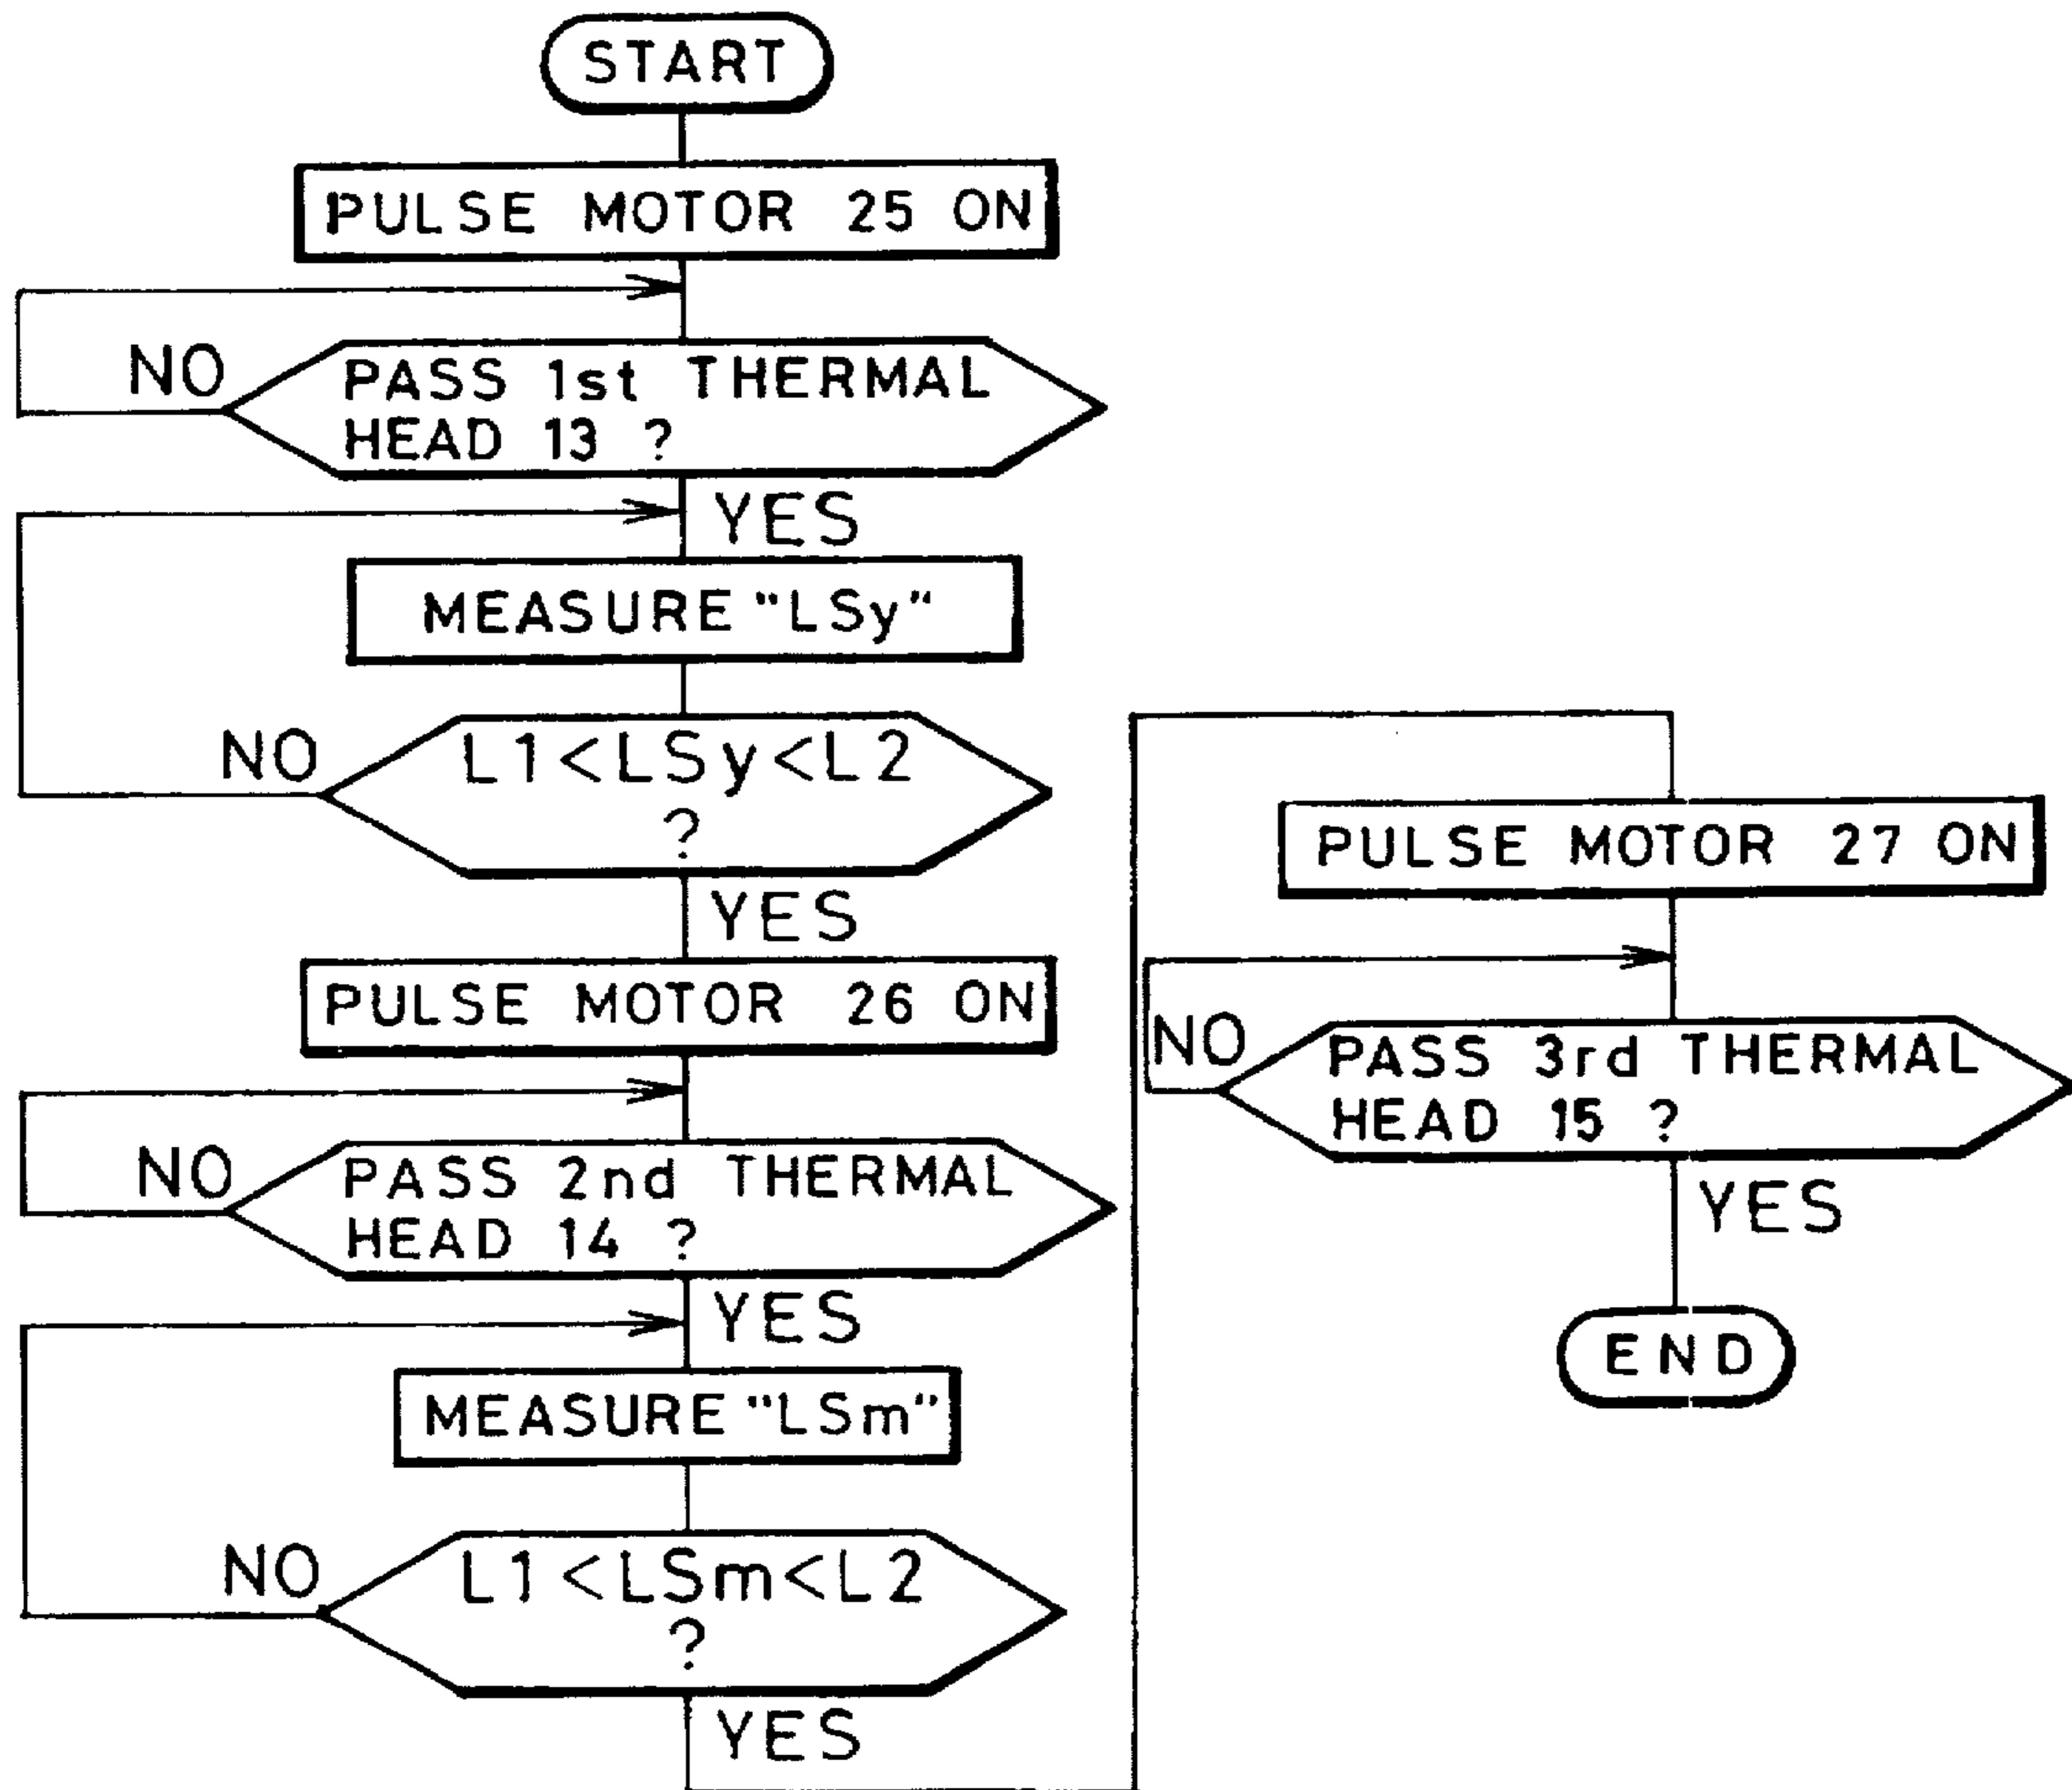 START
PULSE MOTOR 25 ON
NO
PASS 1st THERMAL
HEAD 13 ?
YES
MEASURE "LSy"
NO
L1<LSy<L2
?
YES
PULSE MOTOR 26 ON
NO
PASS 2nd THERMAL
HEAD 14 ?
YES
MEASURE "LSm"
NO
L1<LSm<L2
?
YES
PULSE MOTOR 27 ON
NO
PASS 3rd THERMAL
HEAD 15 ?
YES
END